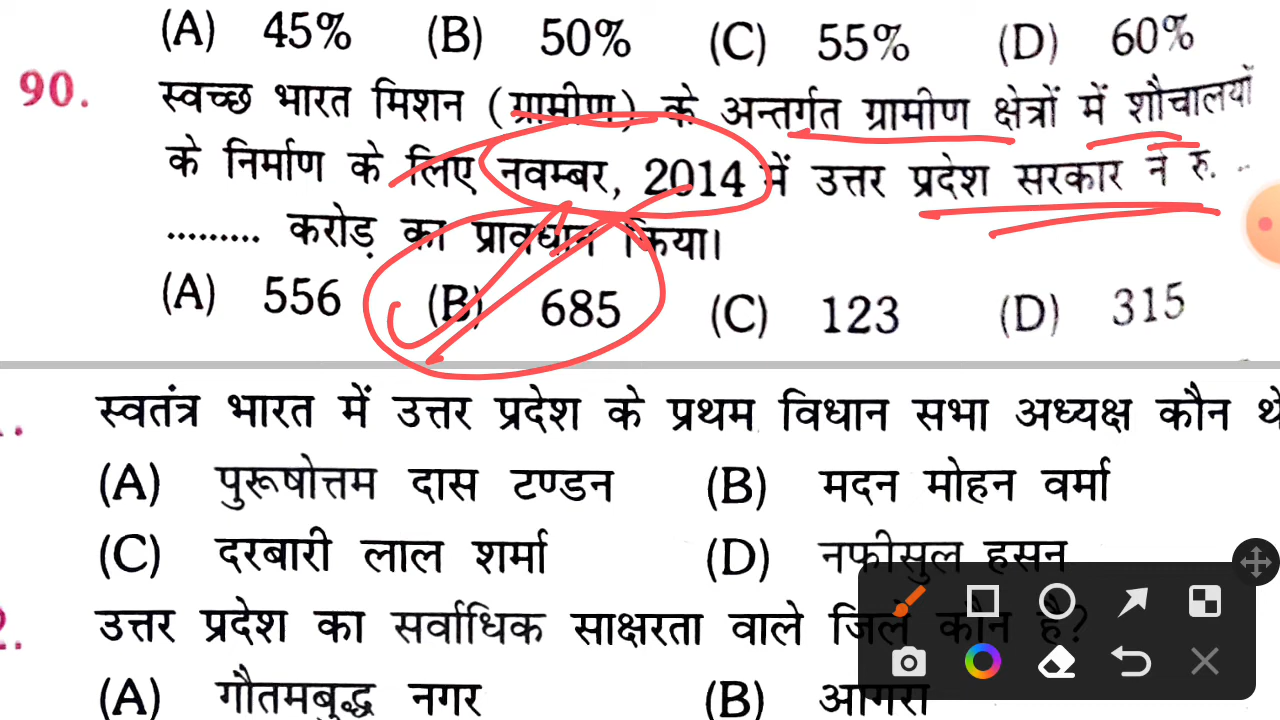 (A) 45% (B) 50% (C) 55% (D) 60%
90. स्वच्छ भारत मिशन (ग्रामीण) के अन्तर्गत ग्रामीण क्षेत्रों में शौचालयों
के निर्माण के लिए नवम्बर, 2014 में उत्तर प्रदेश सरकार ने रु. ..
......... करोड़ का प्रावधान किया।
(A) 556 (B) 685 (C) 123 (D) 315
स्वतंत्र भारत में उत्तर प्रदेश के प्रथम विधान सभा अध्यक्ष कौन थे
(A) पुरूषोत्तम दास टण्डन (B) मदन मोहन वर्मा
(C) दरबारी लाल शर्मा (D) नफीसुल हसन
2. उत्तर प्रदेश का सर्वाधिक साक्षरता वाले जिले कौन है?
(A) गौतमबुद्ध नगर (B) आगरा